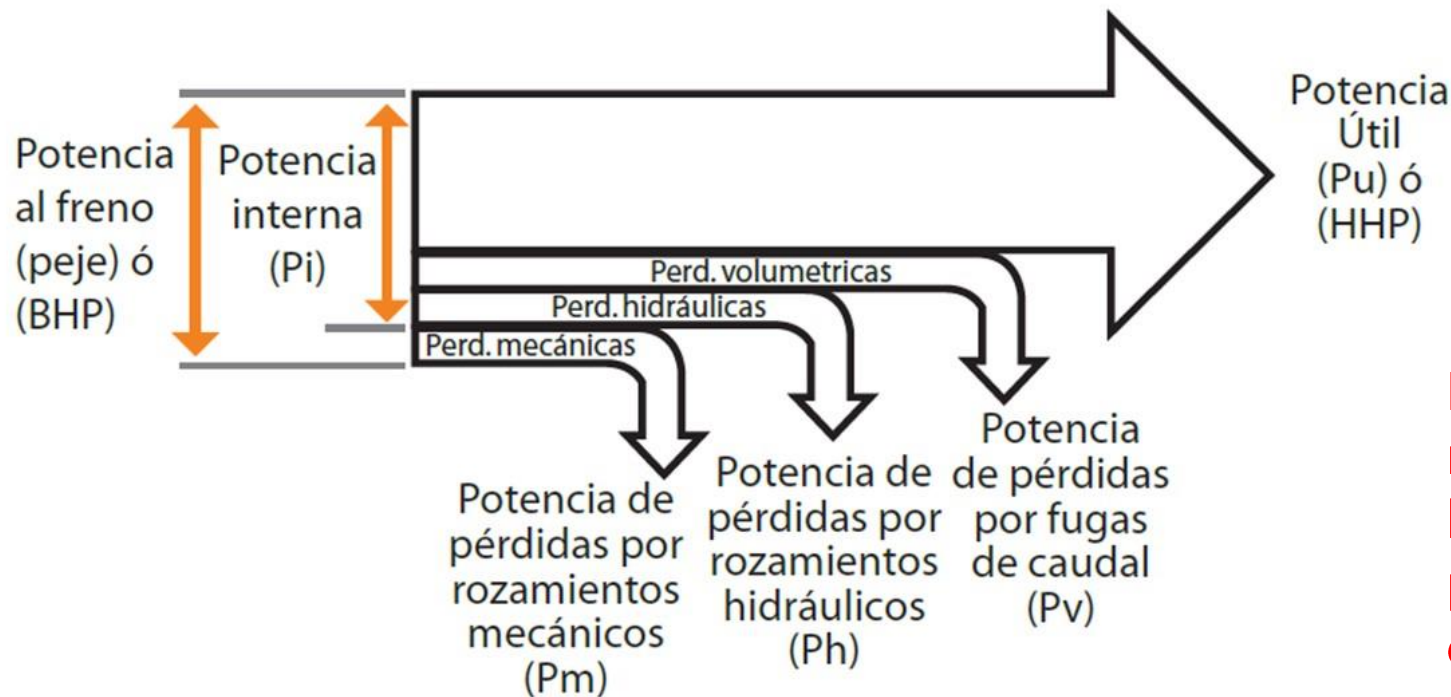 Potencia
al freno
(peje) ó
(BHP)
Potencia
interna
(Pi)
Perd. volumetricas
Perd. hidráulicas
Perd. mecánicas
Potencia
Útil
(Pu) ó
(HHP)
Potencia de
pérdidas por
rozamientos
mecánicos
(Pm)
Potencia de
pérdidas por
rozamientos
hidráulicos
(Ph)
Potencia
de pérdidas
por fugas
de caudal
(Pv)